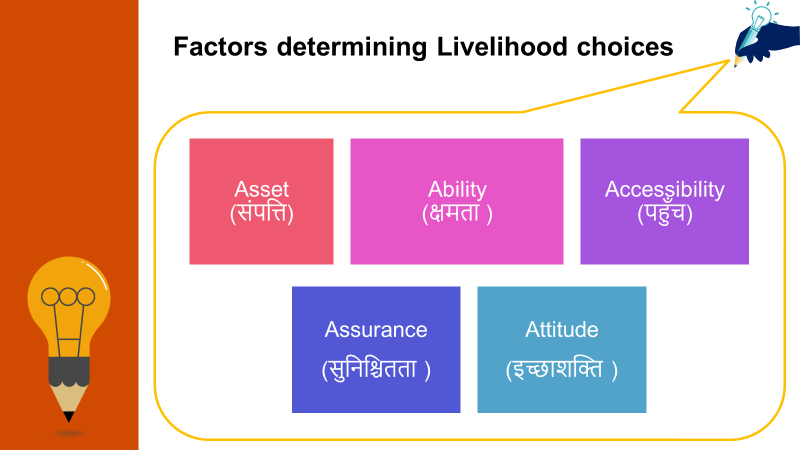 Factors determining Livelihood choices
Asset
(संपत्ति)
Ability
(क्षमता )
Accessibility
(पहुँच)
Assurance
(सुनिश्चितता )
Attitude
(इच्छाशक्ति )